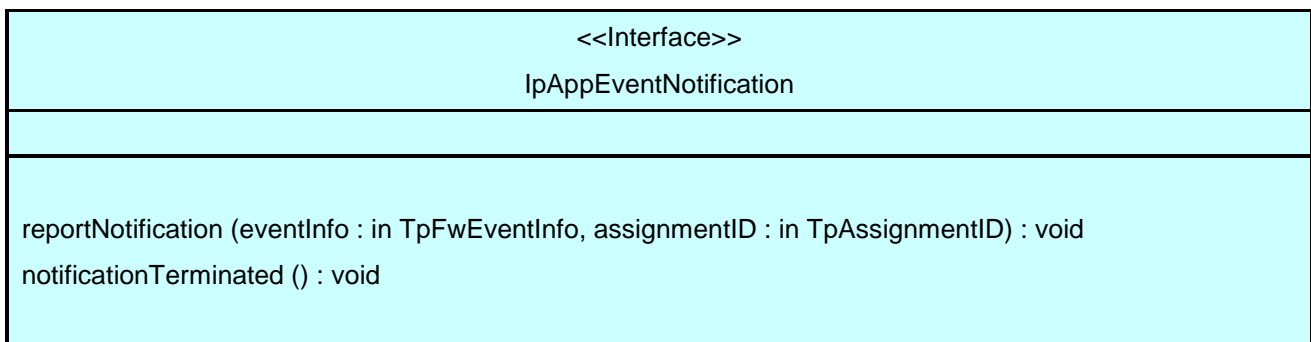 <<Interface>>
IpAppEventNotification
reportNotification (eventInfo : in TpFwEventInfo, assignmentID : in TpAssignmentID) : void
notificationTerminated () : void